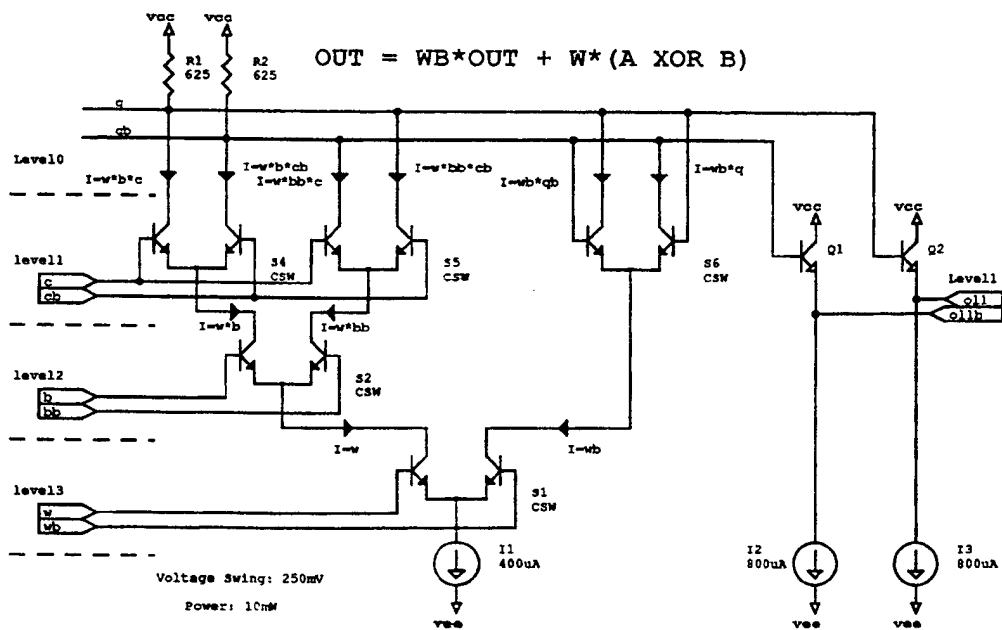 vcc vcc
R1 625
R2 625
OUT = WB*OUT + W*(A XOR B)
q
qb
Level0
I=w*b*c
I=w*b*cb
I=w*bb*c
I=w*bb*cb
I=wb*qb
I=wb*q
vcc vcc
S4 CSW
S5 CSW
S6 CSW
Q1
Q2
level1
c
cb
Level1
o11
o11b
I=w*b
I=w*bb
level2
b
bb
S2 CSW
I=w
I=wb
level3
w
wb
S1 CSW
I1 400uA
I2 800uA
I3 800uA
Voltage Swing: 250mV
Power: 10mW
vee
vee
vee